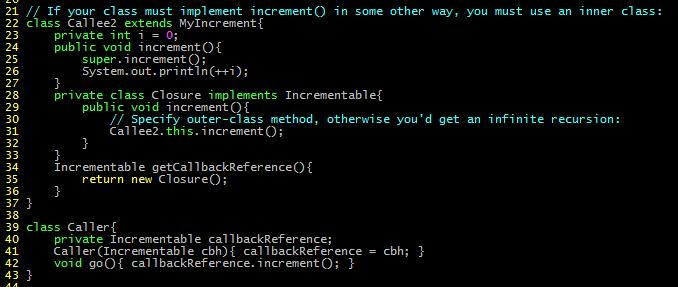 21 // If your class must implement increment() in some other way, you must use an inner class:
22 class Callee2 extends MyIncrement{
23     private int i = 0;
24     public void increment(){
25         super.increment();
26         System.out.println(++i);
27     }
28     private class Closure implements Incrementable{
29         public void increment(){
30             // Specify outer-class method, otherwise you'd get an infinite recursion:
31             Callee2.this.increment();
32         }
33     }
34     Incrementable getCallbackReference(){
35         return new Closure();
36     }
37 }
38
39 class Caller{
40     private Incrementable callbackReference;
41     Caller(Incrementable cbh){ callbackReference = cbh; }
42     void go(){ callbackReference.increment(); }
43 }